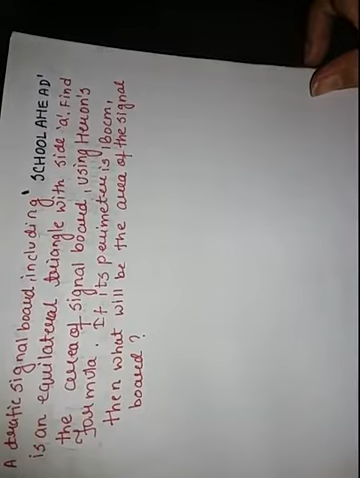 A traffic signal board, including 'SCHOOL AHEAD'
is an equilateral triangle with side 'a'. Find
the area of signal board, using Heron's
formula. If its perimeter is 180cm,
then what will be the area of the signal
board?